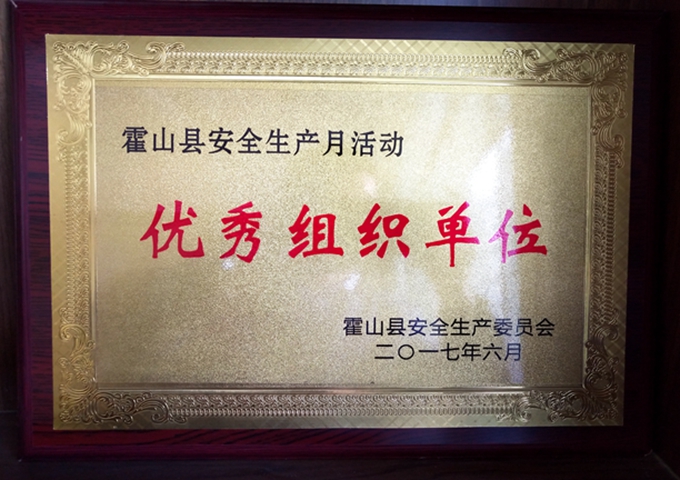 霍山县安全生产月活动
优秀组织单位
霍山县安全生产委员会
二〇一七年六月